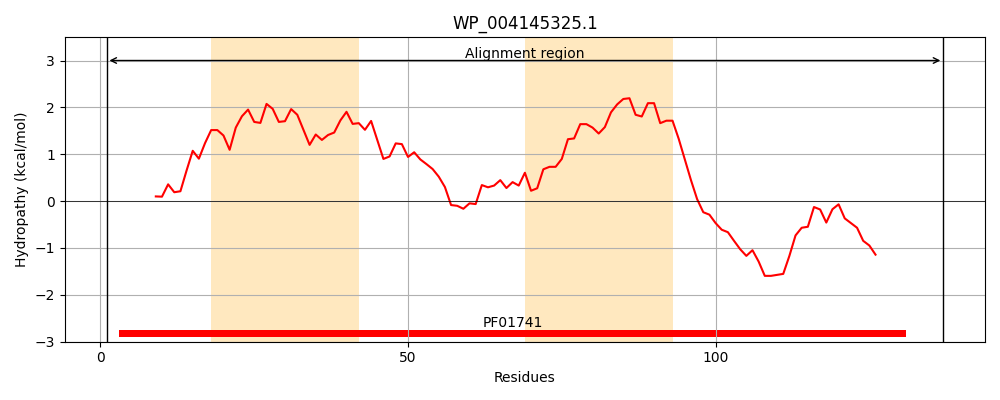 WP_004145325.1
Alignment region
3
2
1
0
−1
−2
−3
Hydropathy (kcal/mol)
PF01741
0
50
100
Residues